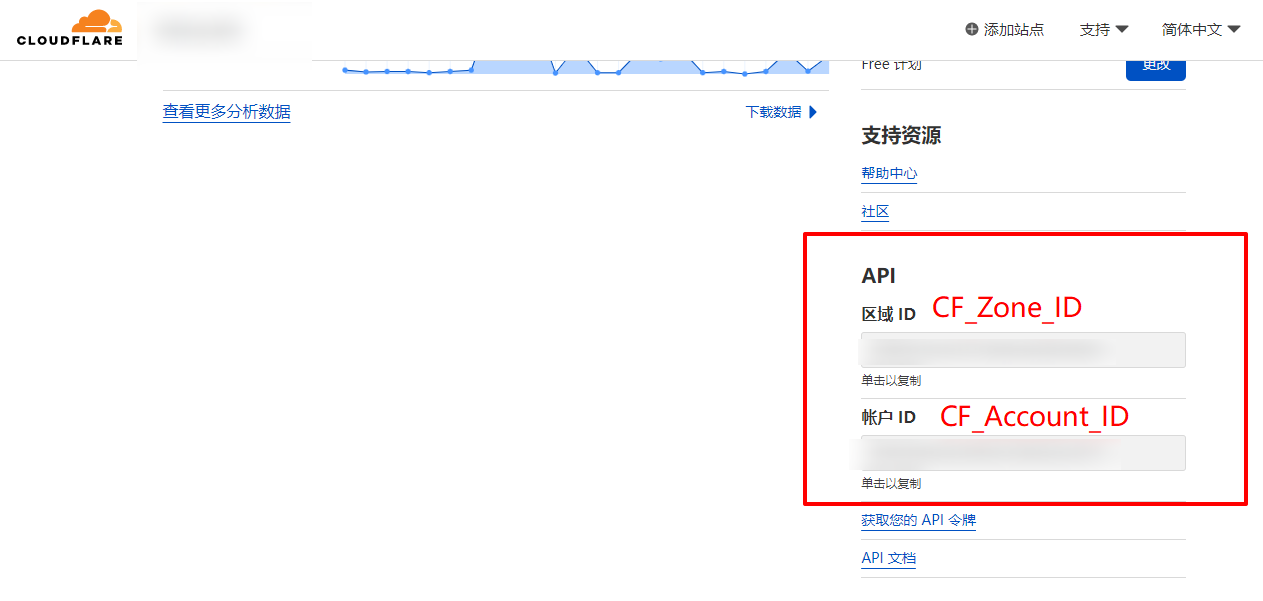 CLOUDFLARE
添加站点
支持
简体中文
Free 计划
更改
查看更多分析数据
下载数据
支持资源
帮助中心
社区
API
区域 ID
CF_Zone_ID
单击以复制
帐户 ID
CF_Account_ID
单击以复制
获取您的 API 令牌
API 文档